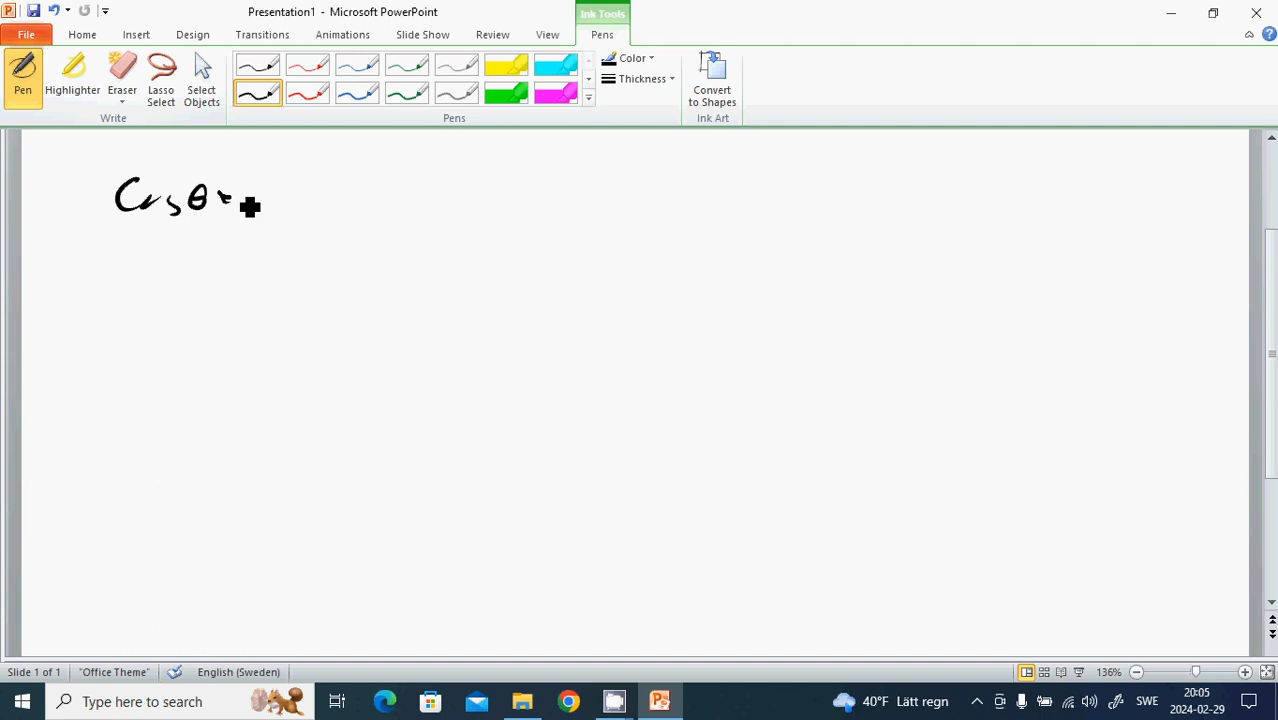 Presentation1 - Microsoft PowerPoint
Ink Tools
File Home Insert Design Transitions Animations Slide Show Review View Pens
Pen Highlighter Eraser Lasso Select Select Objects
Color
Thickness
Convert to Shapes
Write Pens Ink Art
Cos θ =
Slide 1 of 1 "Office Theme" English (Sweden) 136%
Type here to search 40°F Lätt regn SWE 20:05
2024-02-29